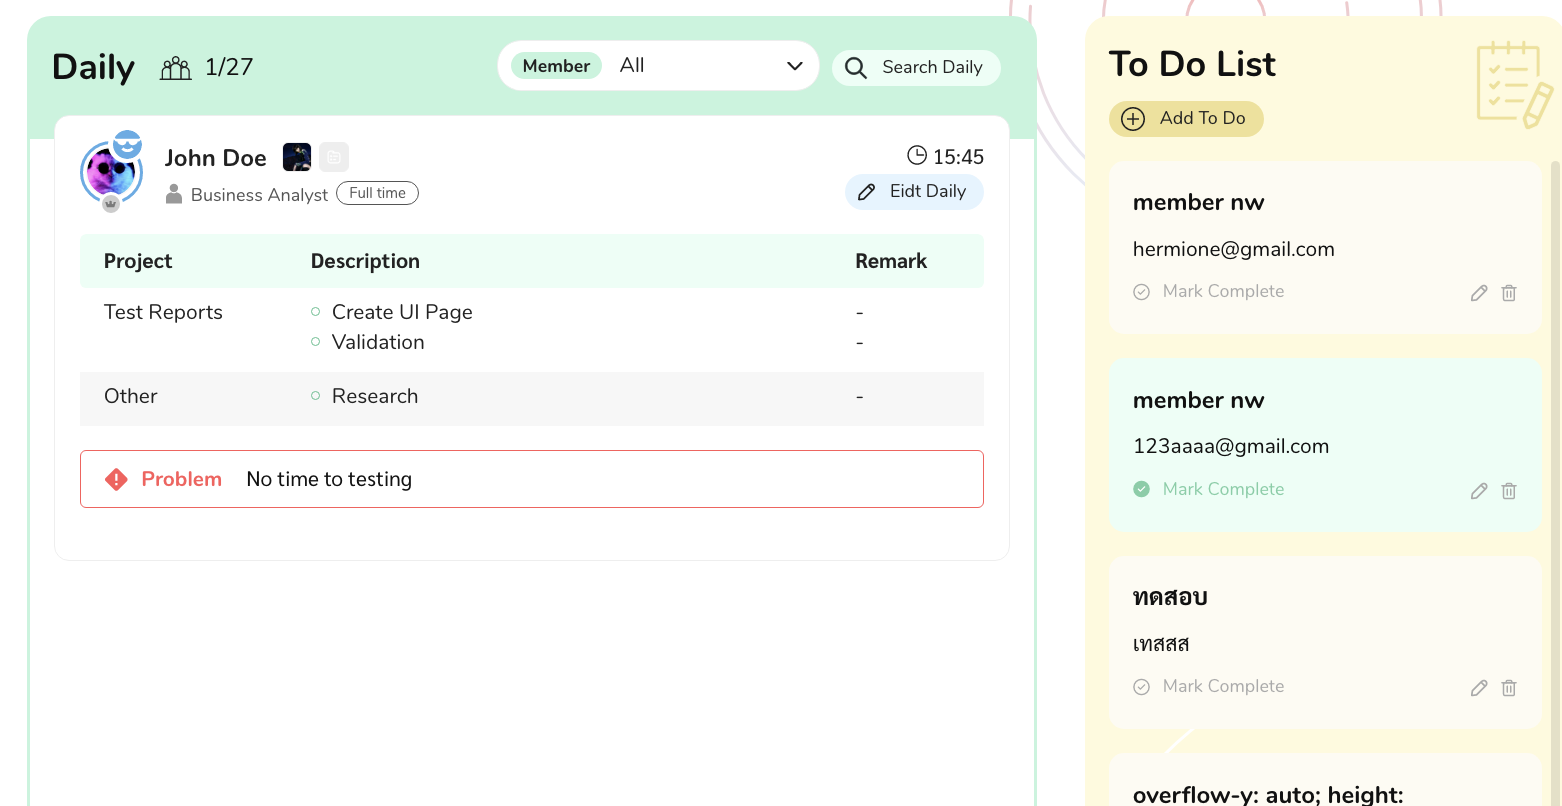 Daily 1/27
Member All
Search Daily
John Doe
Business Analyst Full time
15:45
Eidt Daily
Project Description Remark
Test Reports Create UI Page -
Validation -
Other Research -
Problem No time to testing
To Do List
Add To Do
member nw
hermione@gmail.com
Mark Complete
member nw
123aaaa@gmail.com
Mark Complete
ทดสอบ
เทสสส
Mark Complete
overflow-y: auto; height: